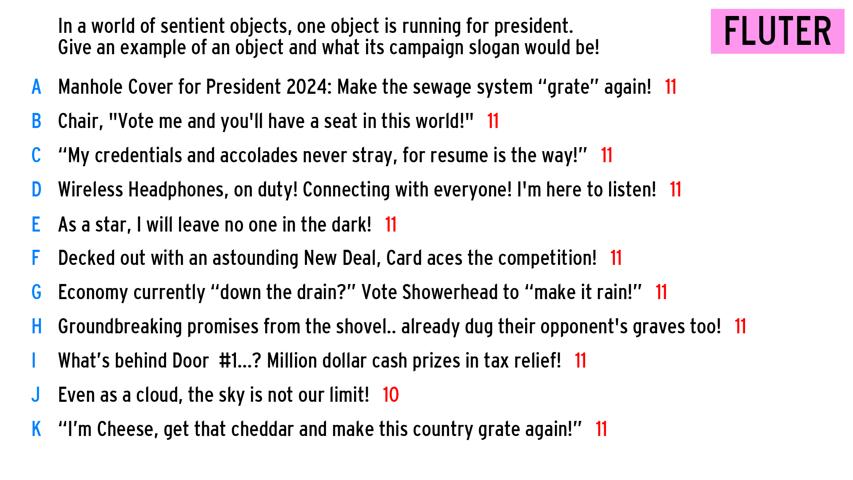 In a world of sentient objects, one object is running for president.
Give an example of an object and what its campaign slogan would be!
FLUTER
A Manhole Cover for President 2024: Make the sewage system “grate” again! 11
B Chair, "Vote me and you'll have a seat in this world!" 11
C “My credentials and accolades never stray, for resume is the way!” 11
D Wireless Headphones, on duty! Connecting with everyone! I'm here to listen! 11
E As a star, I will leave no one in the dark! 11
F Decked out with an astounding New Deal, Card aces the competition! 11
G Economy currently “down the drain?” Vote Showerhead to “make it rain!” 11
H Groundbreaking promises from the shovel.. already dug their opponent's graves too! 11
I What’s behind Door #1...? Million dollar cash prizes in tax relief! 11
J Even as a cloud, the sky is not our limit! 10
K “I’m Cheese, get that cheddar and make this country grate again!” 11